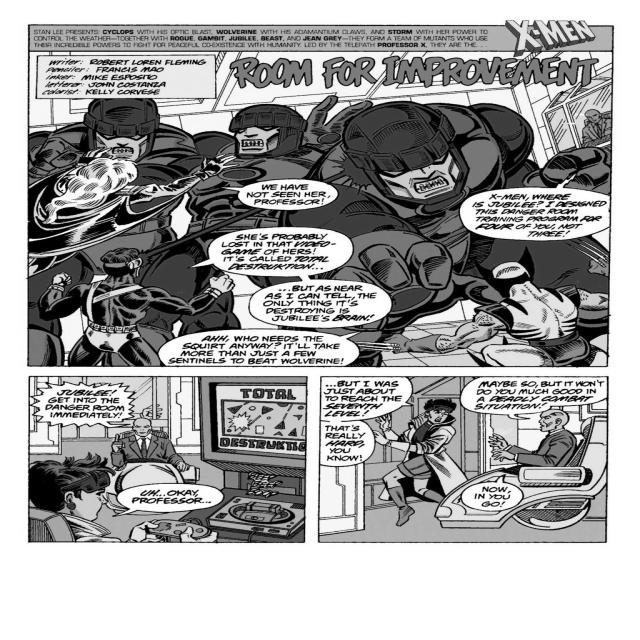 STAN LEE PRESENTS: CYCLOPS WITH HIS OPTIC BLAST, WOLVERINE WITH HIS ADAMANTIUM CLAWS, AND STORM WITH HER POWER TO
CONTROL THE WEATHER—TOGETHER WITH ROGUE, GAMBIT, JUBILEE, BEAST, AND JEAN GREY—THEY FORM A TEAM OF MUTANTS WHO USE
THEIR INCREDIBLE POWERS TO FIGHT FOR PEACEFUL CO-EXISTENCE WITH HUMANITY. LED BY THE TELEPATH PROFESSOR X, THEY ARE THE...
X-MEN
writer: ROBERT LOREN FLEMING
penciler: FRANCIS MAO
inker: MIKE ESPOSITO
letterer: JOHN COSTANZA
colorist: KELLY CORVESE
ROOM FOR IMPROVEMENT
WE HAVE
NOT SEEN HER,
PROFESSOR!
X-MEN, WHERE
IS JUBILEE? I DESIGNED
THIS DANGER ROOM
TRAINING PROGRAM FOR
FOUR OF YOU, NOT
THREE!
SHE'S PROBABLY
LOST IN THAT VIDEO-
GAME OF HERS!
IT'S CALLED TOTAL
DESTRUKTION...
...BUT AS NEAR
AS I CAN TELL, THE
ONLY THING IT'S
DESTROYING IS
JUBILEE'S BRAIN!
AHH, WHO NEEDS THE
SQUIRT ANYWAY? IT'LL TAKE
MORE THAN JUST A FEW
SENTINELS TO BEAT WOLVERINE!
JUBILEE!
GET INTO THE
DANGER ROOM
IMMEDIATELY!
TOTAL
DESTRUKTIO
UH...OKAY,
PROFESSOR...
...BUT I WAS
JUST ABOUT
TO REACH THE
SEVENTH
LEVEL!
THAT'S
REALLY
HARD,
YOU
KNOW!
MAYBE SO, BUT IT WON'T
DO YOU MUCH GOOD IN
A DEADLY COMBAT
SITUATION!
NOW,
IN YOU
GO!